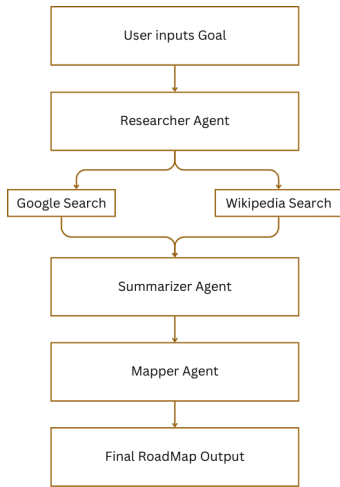 User inputs Goal
Researcher Agent
Google Search
Wikipedia Search
Summarizer Agent
Mapper Agent
Final RoadMap Output